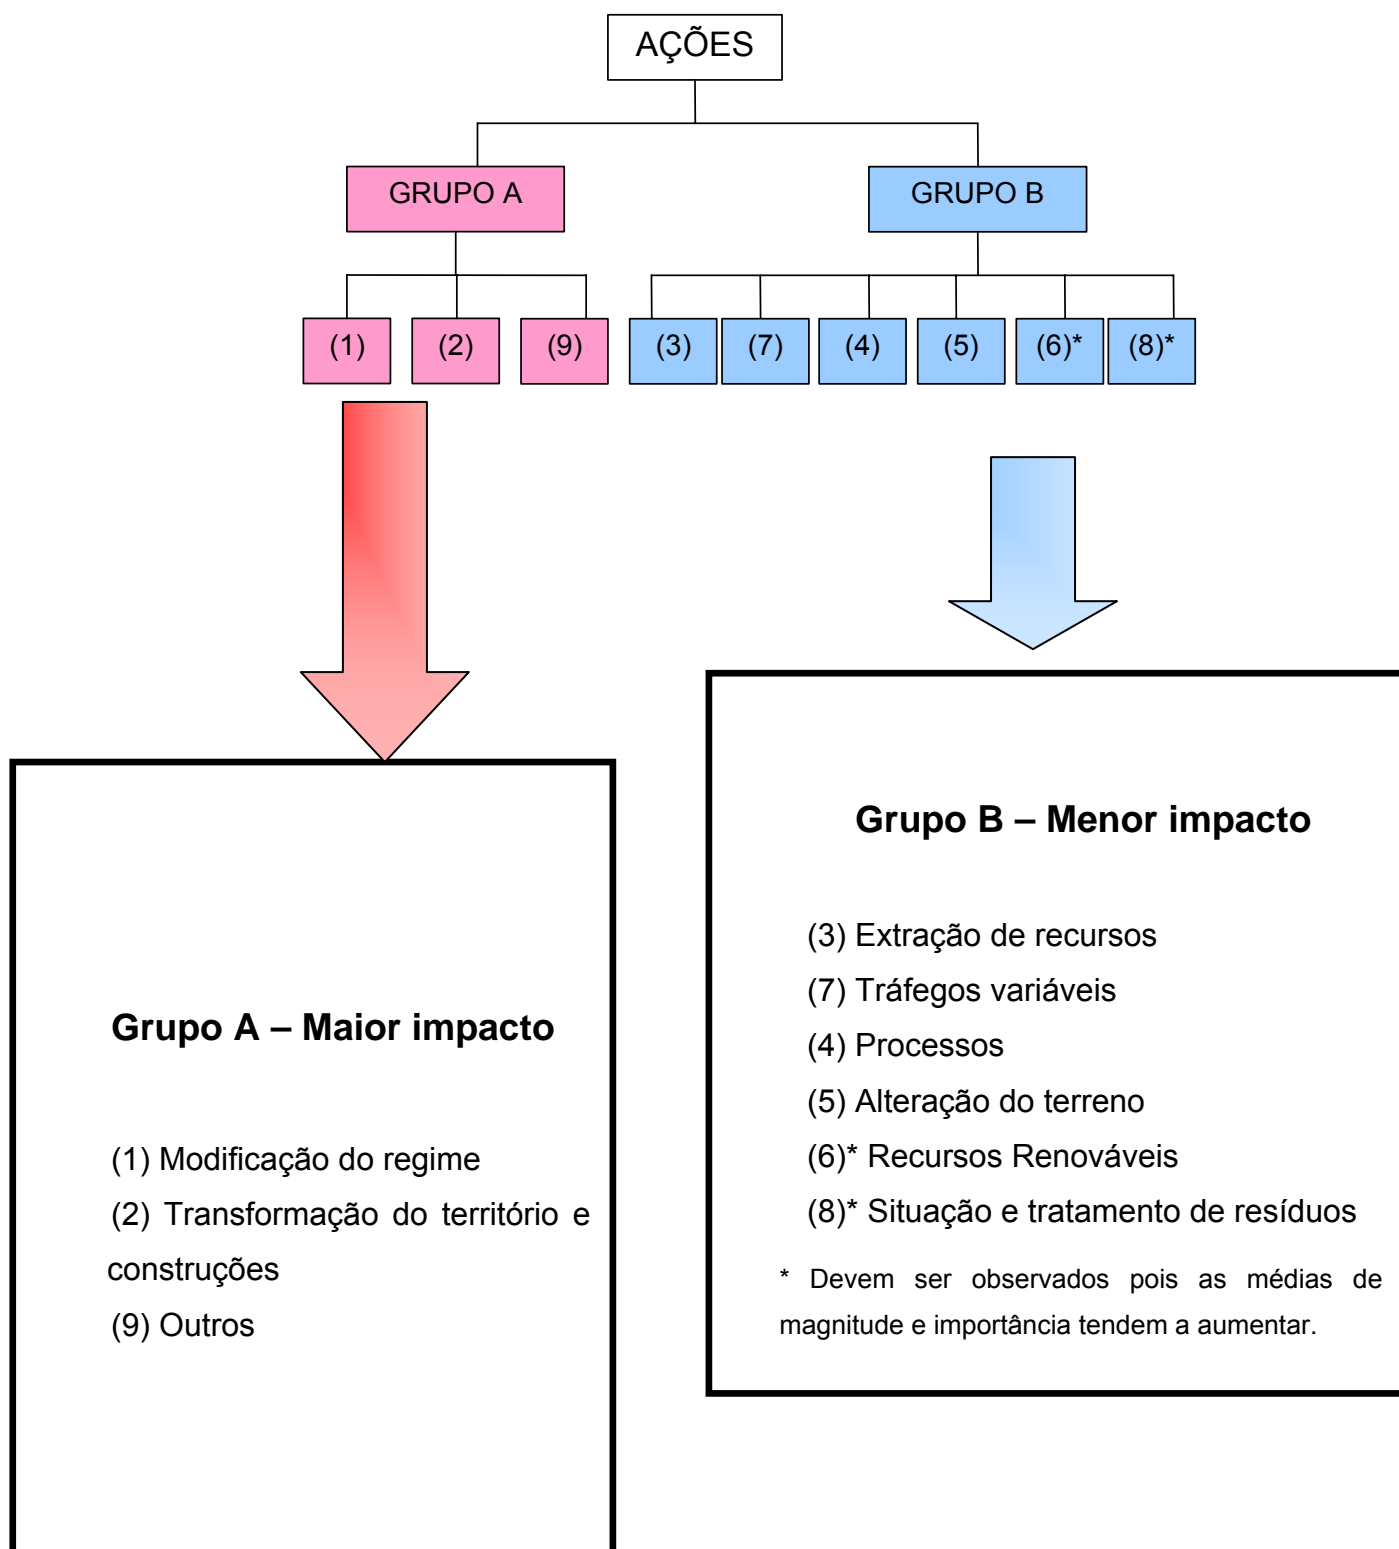 AÇÕES
GRUPO A
GRUPO B
(1)
(2)
(9)
(3)
(7)
(4)
(5)
(6)*
(8)*
Grupo A – Maior impacto
(1) Modificação do regime
(2) Transformação do território e
construções
(9) Outros
Grupo B – Menor impacto
(3) Extração de recursos
(7) Tráfegos variáveis
(4) Processos
(5) Alteração do terreno
(6)* Recursos Renováveis
(8)* Situação e tratamento de resíduos
* Devem ser observados pois as médias de
magnitude e importância tendem a aumentar.